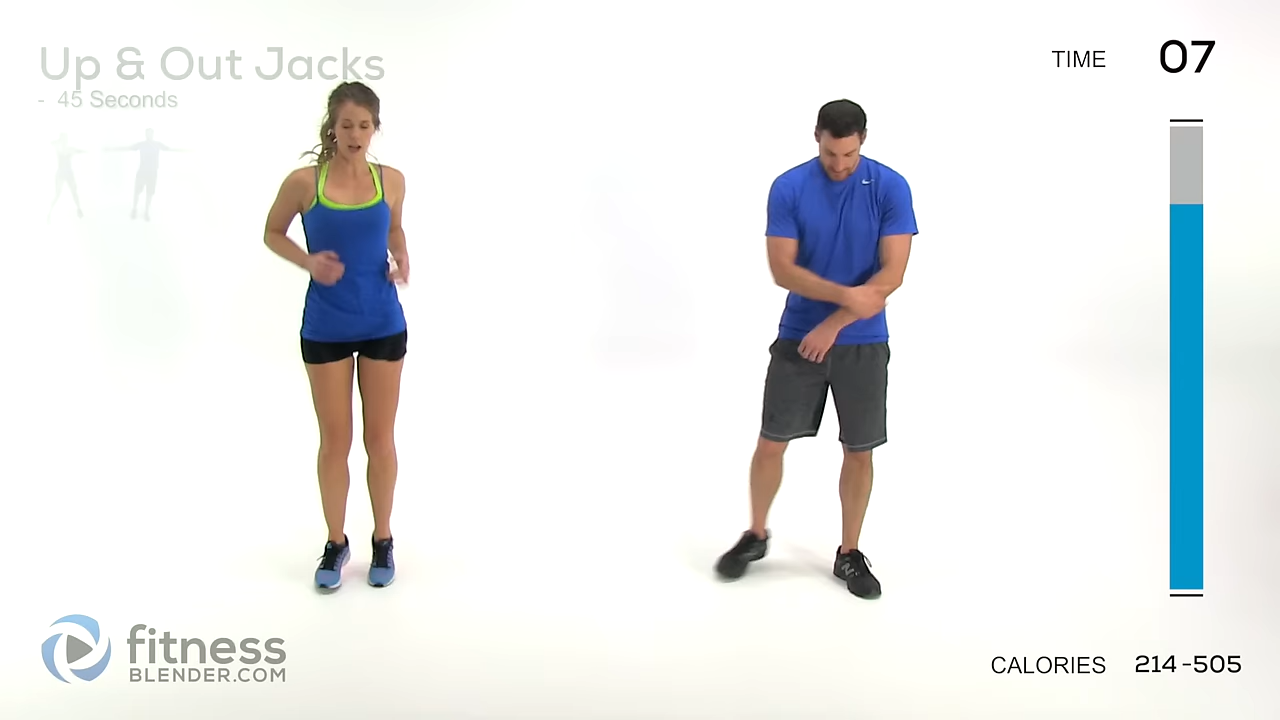 Up & Out Jacks
- 45 Seconds
TIME 07
fitness
BLENDER.COM
CALORIES 214-505